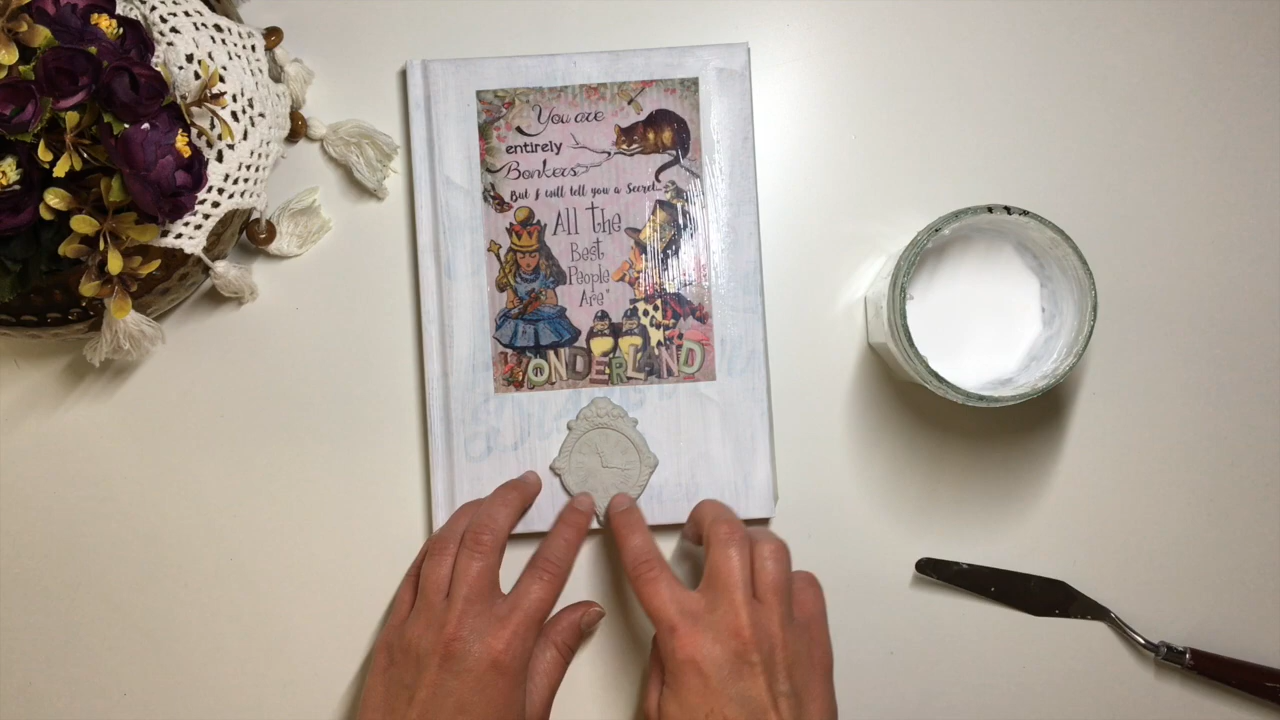 You are
entirely
Bonkers
But I will tell you a Secret...
All the
Best
People
Are"
WONDERLAND